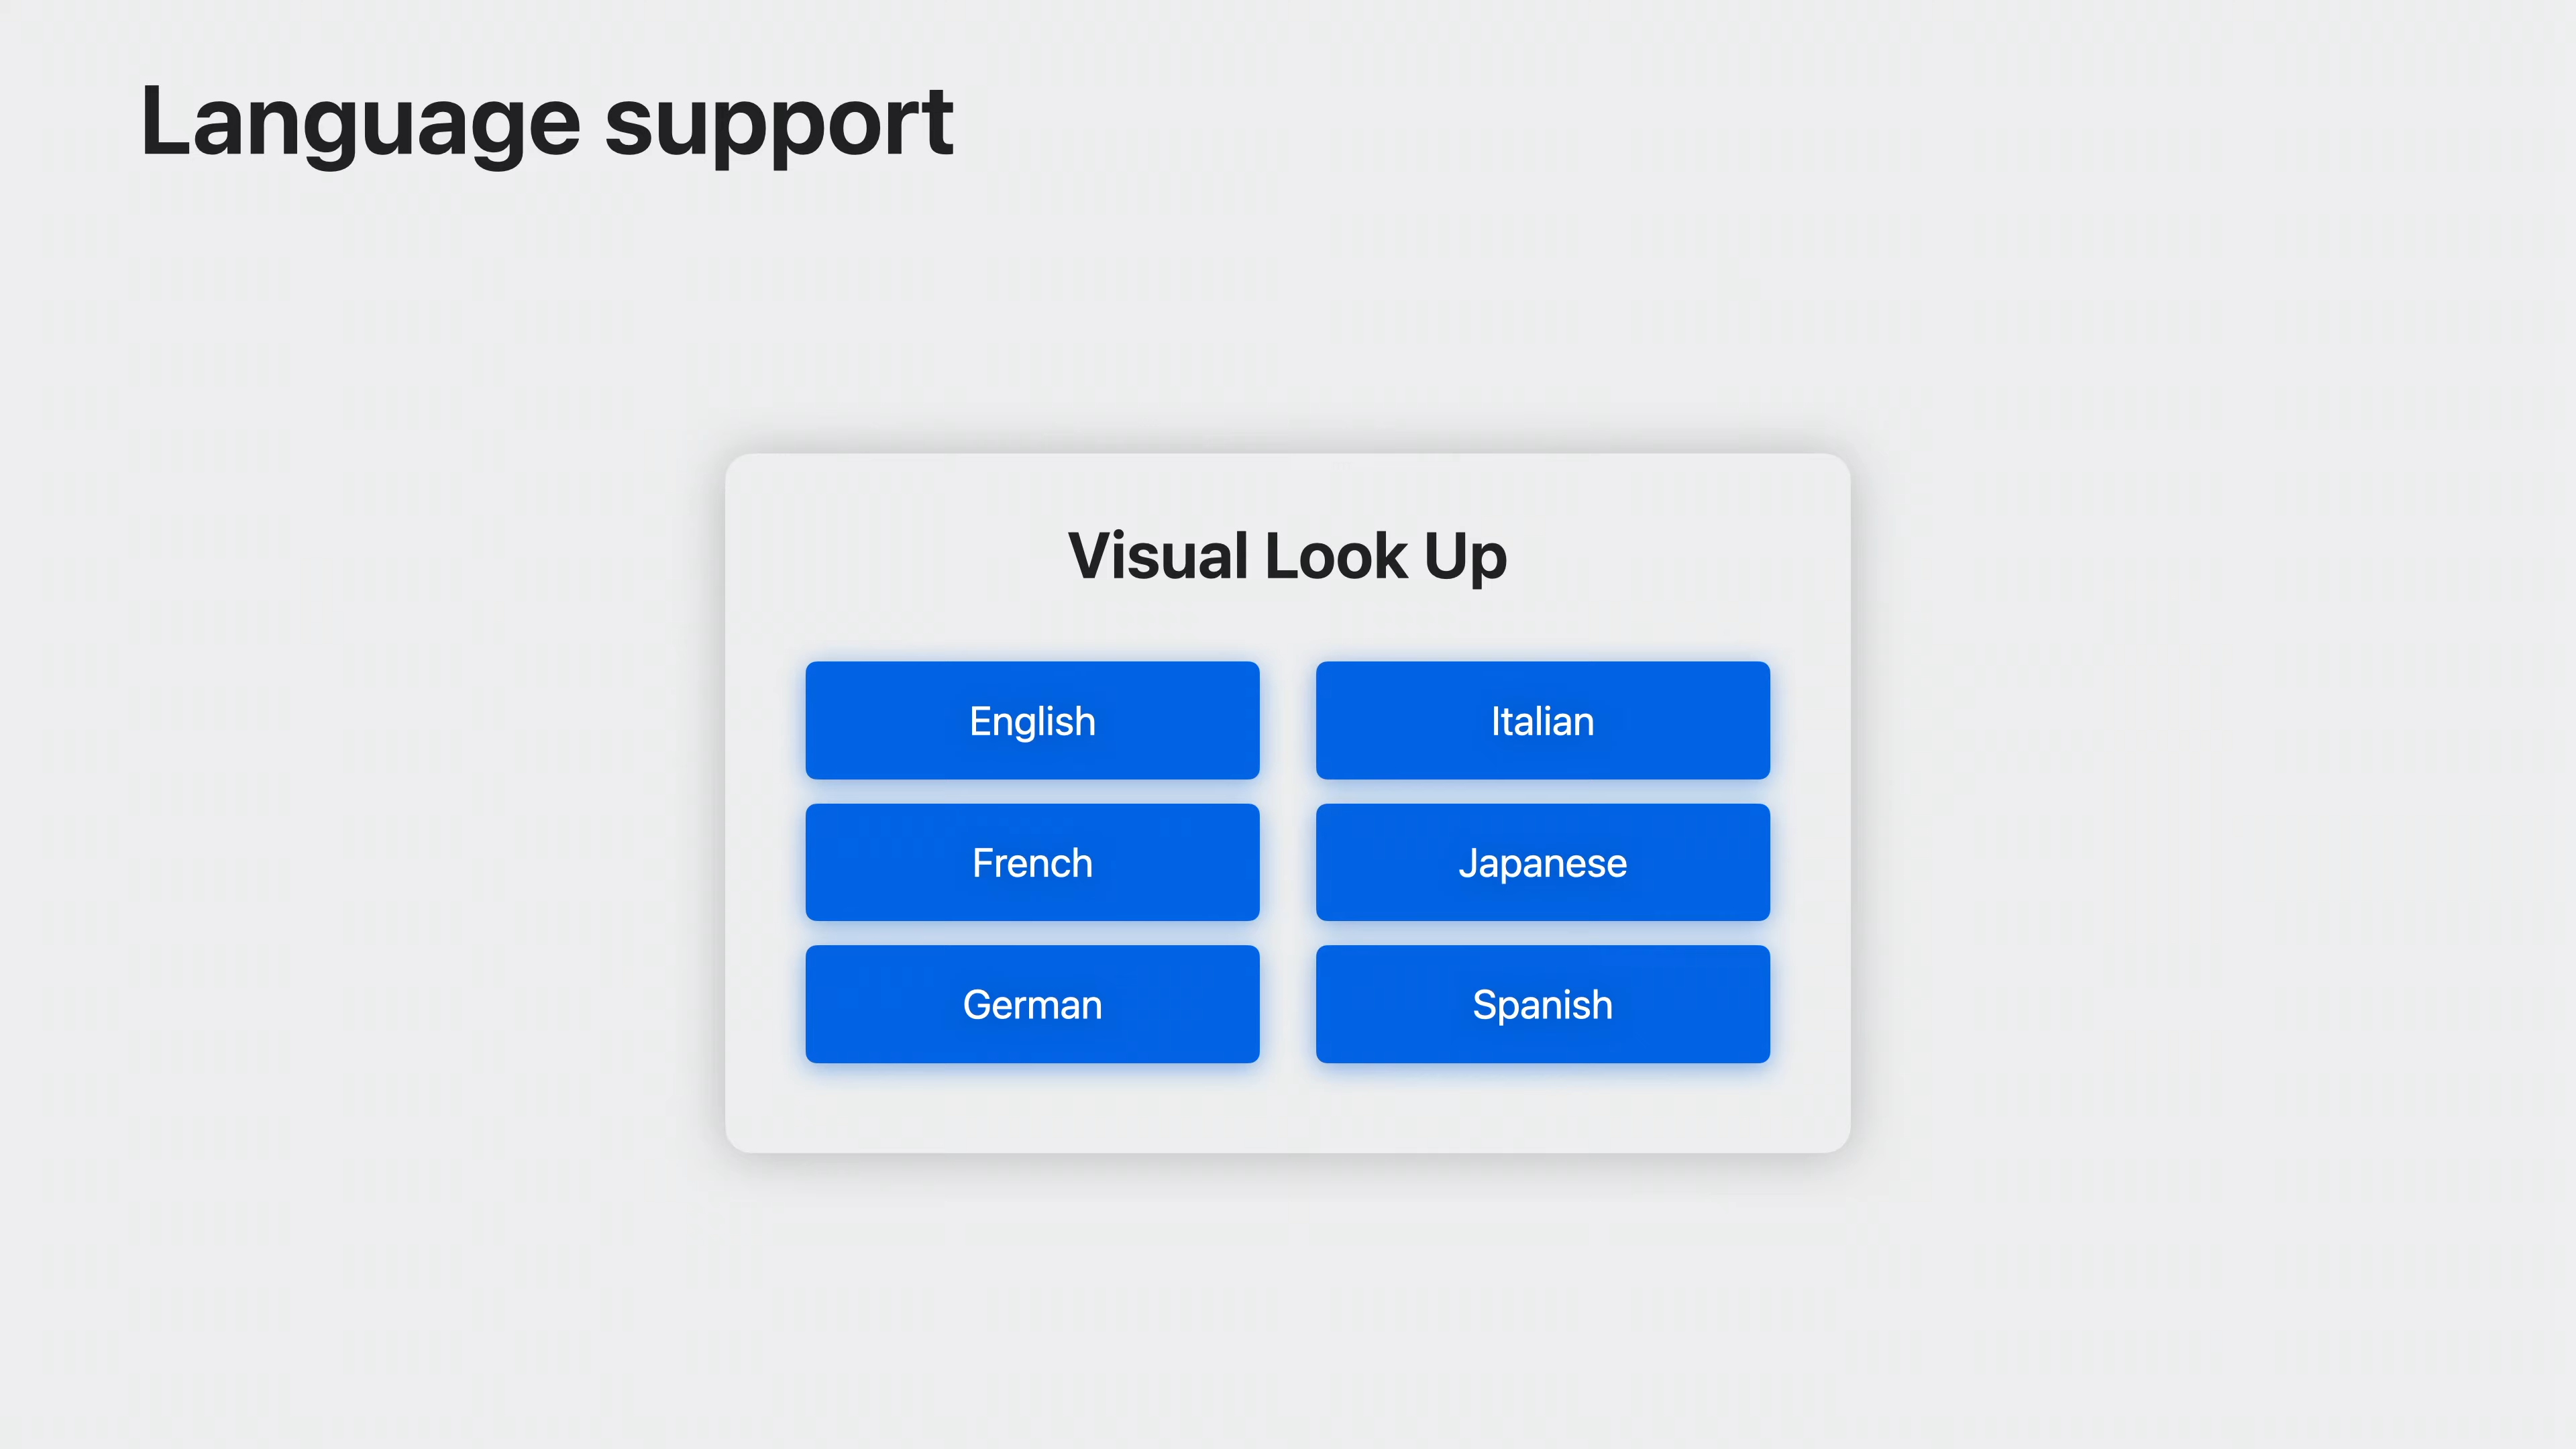 Language support
Visual Look Up
English
Italian
French
Japanese
German
Spanish